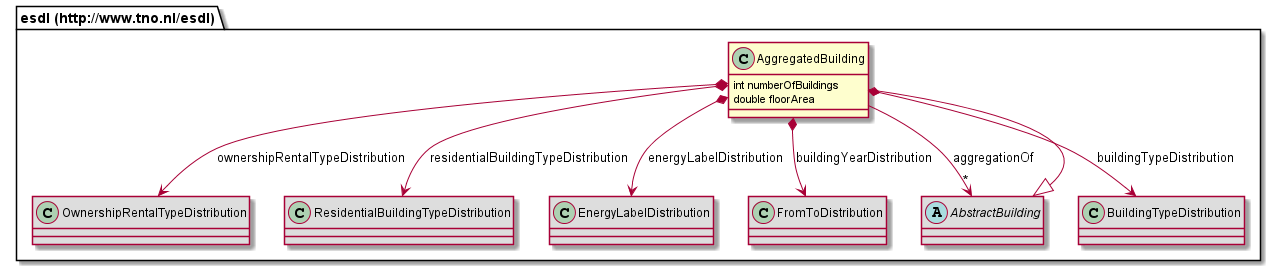 esdl (http://www.tno.nl/esdl)
C AggregatedBuilding
int numberOfBuildings
double floorArea
ownershipRentalTypeDistribution
residentialBuildingTypeDistribution
energyLabelDistribution
buildingYearDistribution
aggregationOf
buildingTypeDistribution
*
C OwnershipRentalTypeDistribution
C ResidentialBuildingTypeDistribution
C EnergyLabelDistribution
C FromToDistribution
A AbstractBuilding
C BuildingTypeDistribution